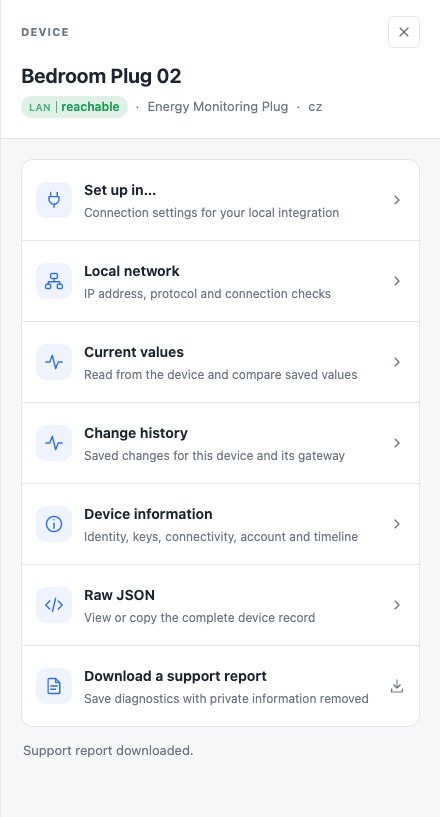 DEVICE
Bedroom Plug 02
LAN | reachable · Energy Monitoring Plug · cz
Set up in...
Connection settings for your local integration
Local network
IP address, protocol and connection checks
Current values
Read from the device and compare saved values
Change history
Saved changes for this device and its gateway
Device information
Identity, keys, connectivity, account and timeline
Raw JSON
View or copy the complete device record
Download a support report
Save diagnostics with private information removed
Support report downloaded.